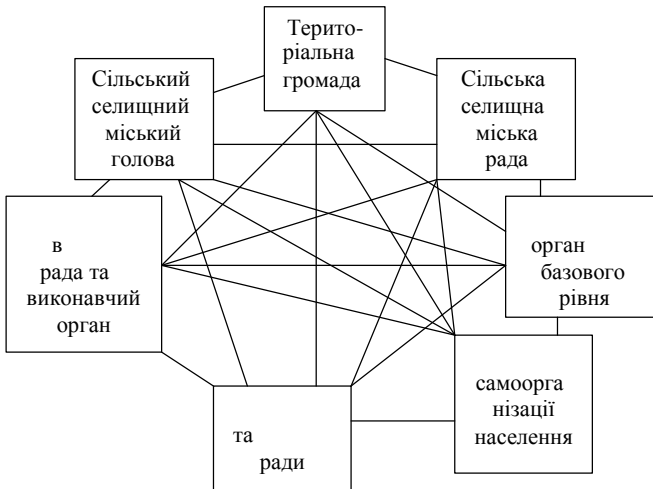 Терито-
ріальна
громада
Сільський
селищний
міський
голова
Сільська
селищна
міська
рада
в
рада та
виконавчий
орган
орган
базового
рівня
самоорга
нізації
населення
та
ради